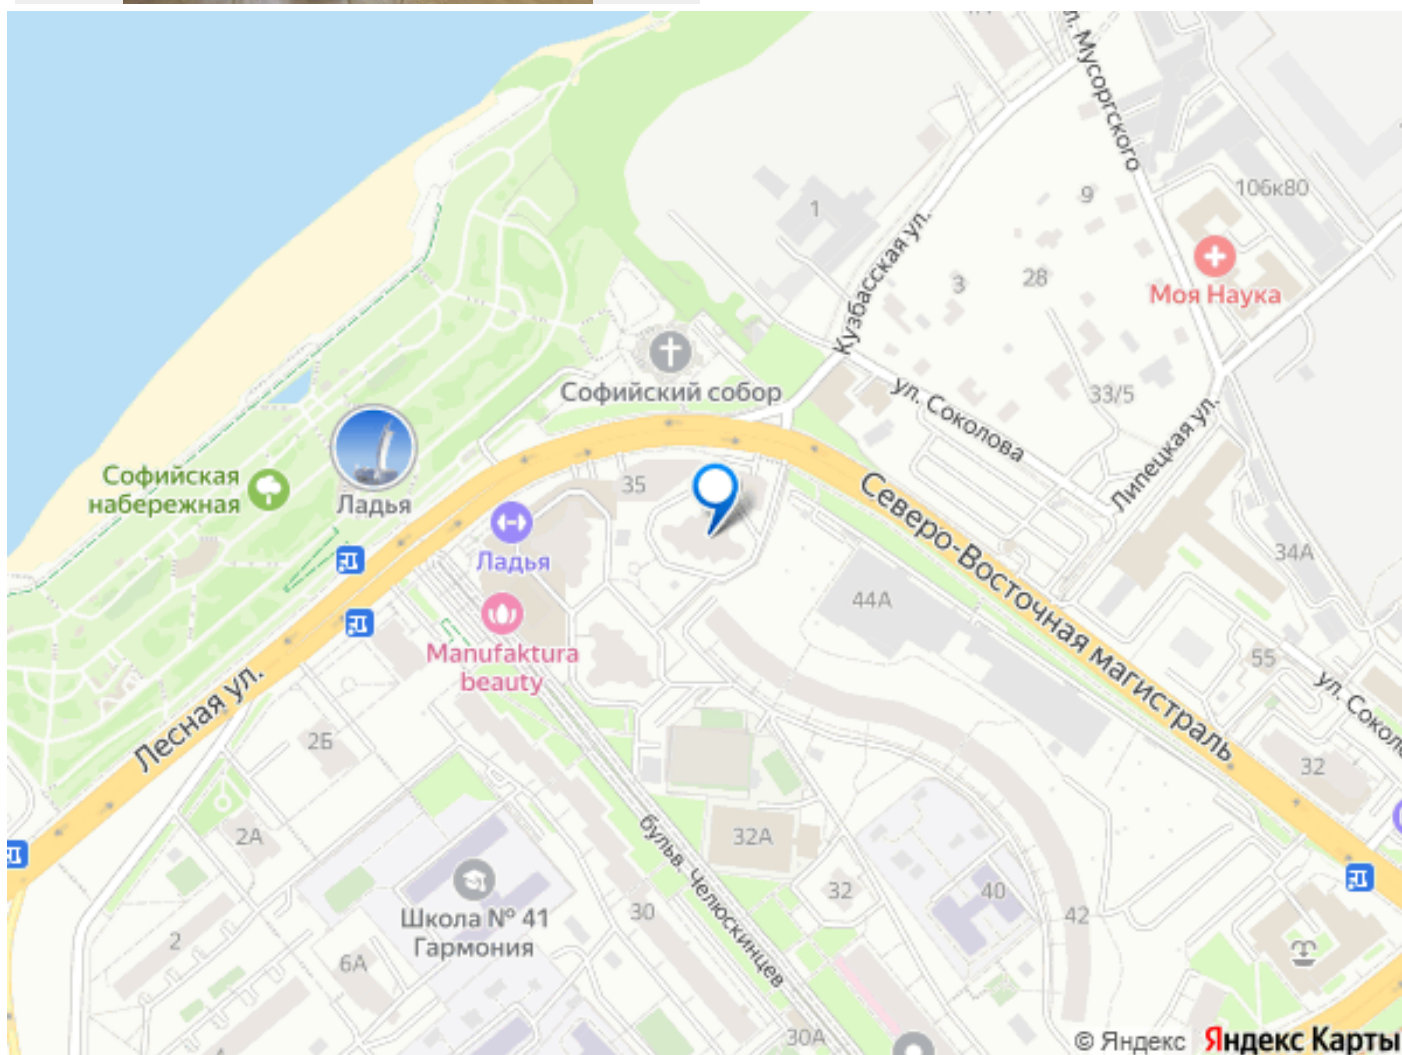 ул. Мусоргского
1
9
106к80
Кузбасская ул.
3
28
Моя Наука
Софийский собор
33/5
ул. Соколова
Липецкая ул.
Софийская
набережная
Ладья
35
Северо-Восточная магистраль
Ладья
34А
44А
Manufaktura
beauty
55
Лесная ул.
2Б
ул. Соколо
32
2А
бульв. Челюскинцев
32А
32
40
42
Школа № 41
Гармония
30
2
6А
30А
© Яндекс Яндекс Карты